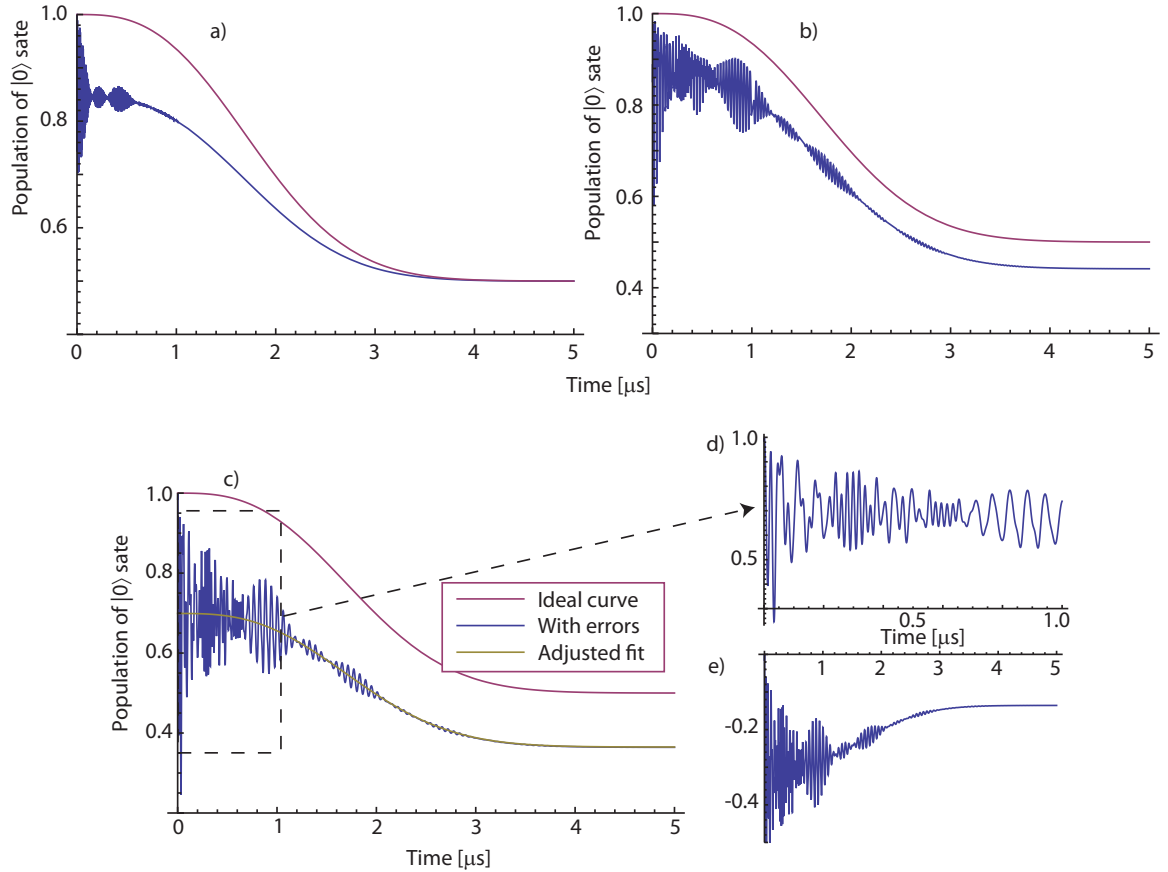 a)
Population of |0⟩ sate
1.0
0.8
0.6
0
1
2
3
4
5
b)
Population of |0⟩ sate
1.0
0.8
0.6
0.4
0
1
2
3
4
5
Time [μs]
c)
Population of |0⟩ sate
1.0
0.8
0.6
0.4
0
1
2
3
4
5
Time [μs]
Ideal curve
With errors
Adjusted fit
d)
1.0
0.5
0.5
1.0
Time [μs]
e)
1
2
3
4
5
-0.2
-0.4